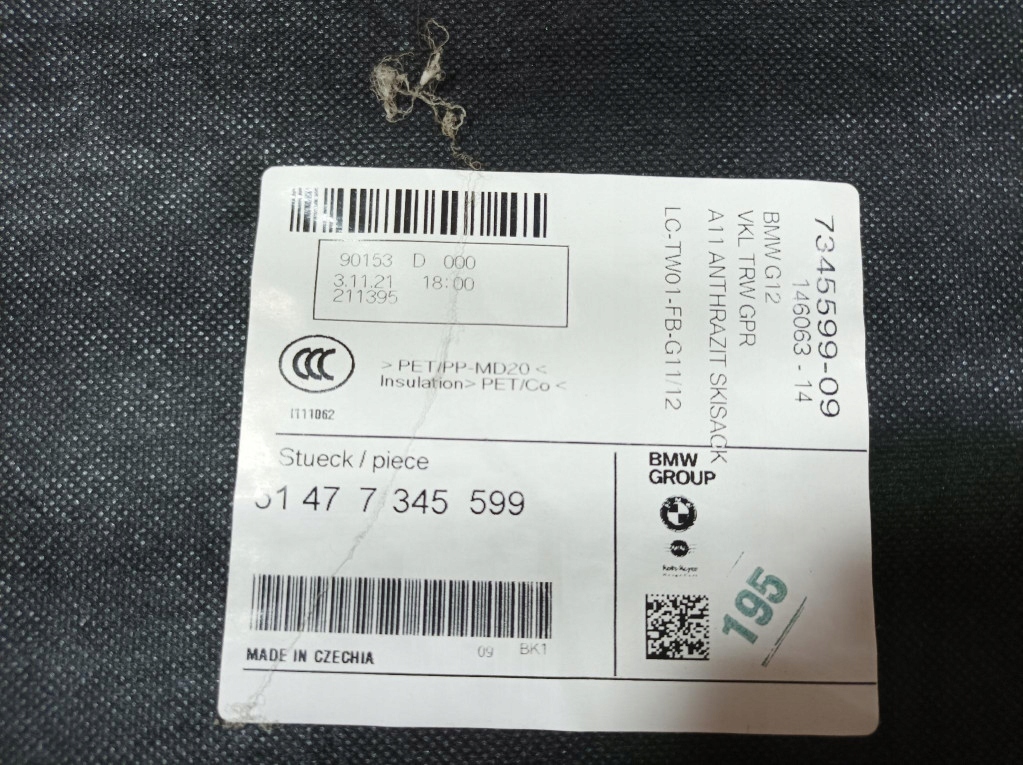 90153 D 000
3.11.21 18:00
211395
CCC
> PET/PP-MD20 <
Insulation> PET/Co <
1111062
7345599-09
146063 - 14
BMW G12
VKL TRW GPR
A11 ANTHRAZIT SKISACK
LC-TW01-FB-G11/12
Stueck / piece
51 47 7 345 599
MADE IN CZECHIA
09 BK1
BMW
GROUP
195